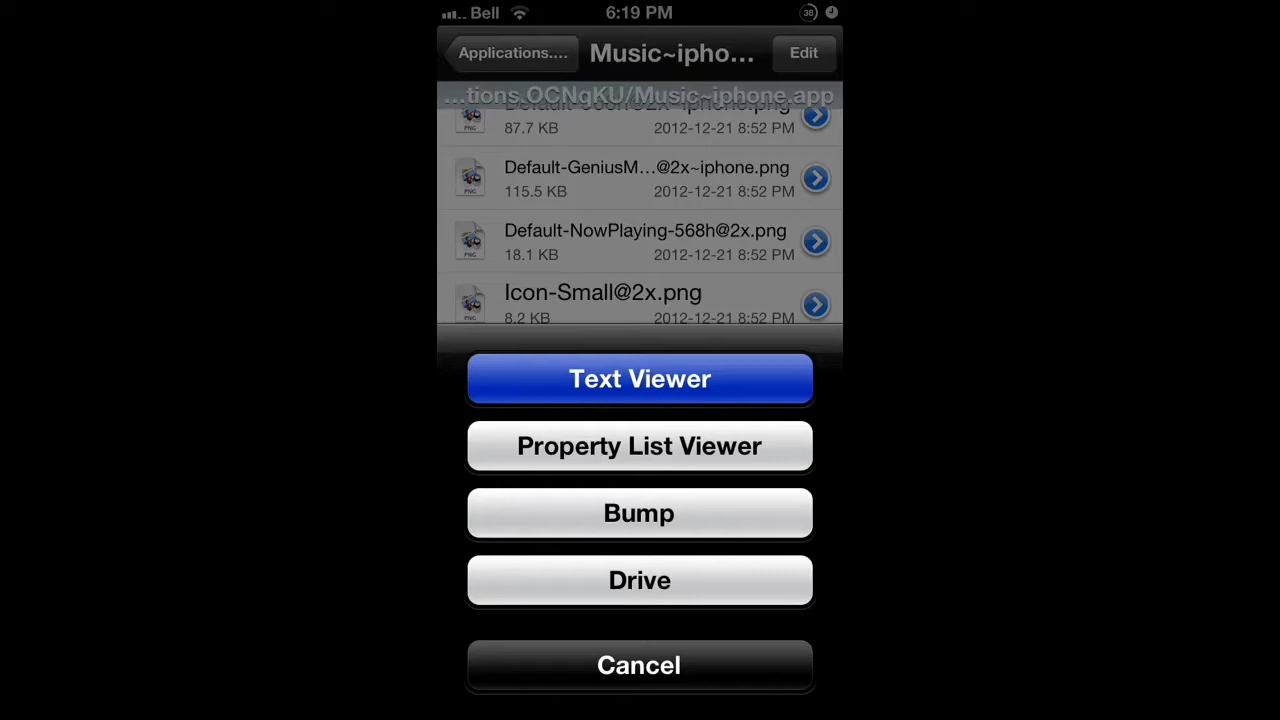 Bell 6:19 PM 38
Applications.... Music~ipho... Edit
...tions.OCNqKU/Music~iphone.app
87.7 KB 2012-12-21 8:52 PM
Default-GeniusM...@2x~iphone.png
115.5 KB 2012-12-21 8:52 PM
Default-NowPlaying-568h@2x.png
18.1 KB 2012-12-21 8:52 PM
Icon-Small@2x.png
8.2 KB 2012-12-21 8:52 PM
PNG
PNG
PNG
Text Viewer
Property List Viewer
Bump
Drive
Cancel